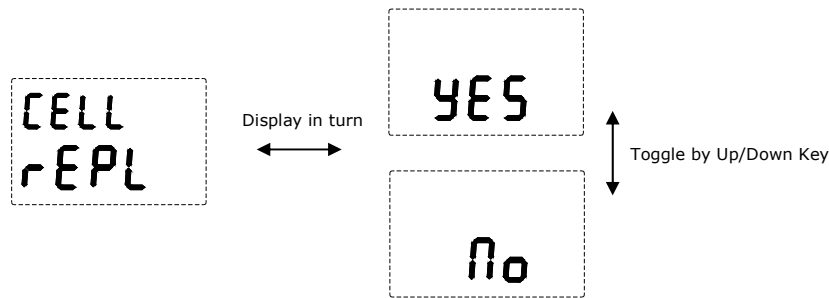 CELL
rEPL
Display in turn
YES
No
Toggle by Up/Down Key